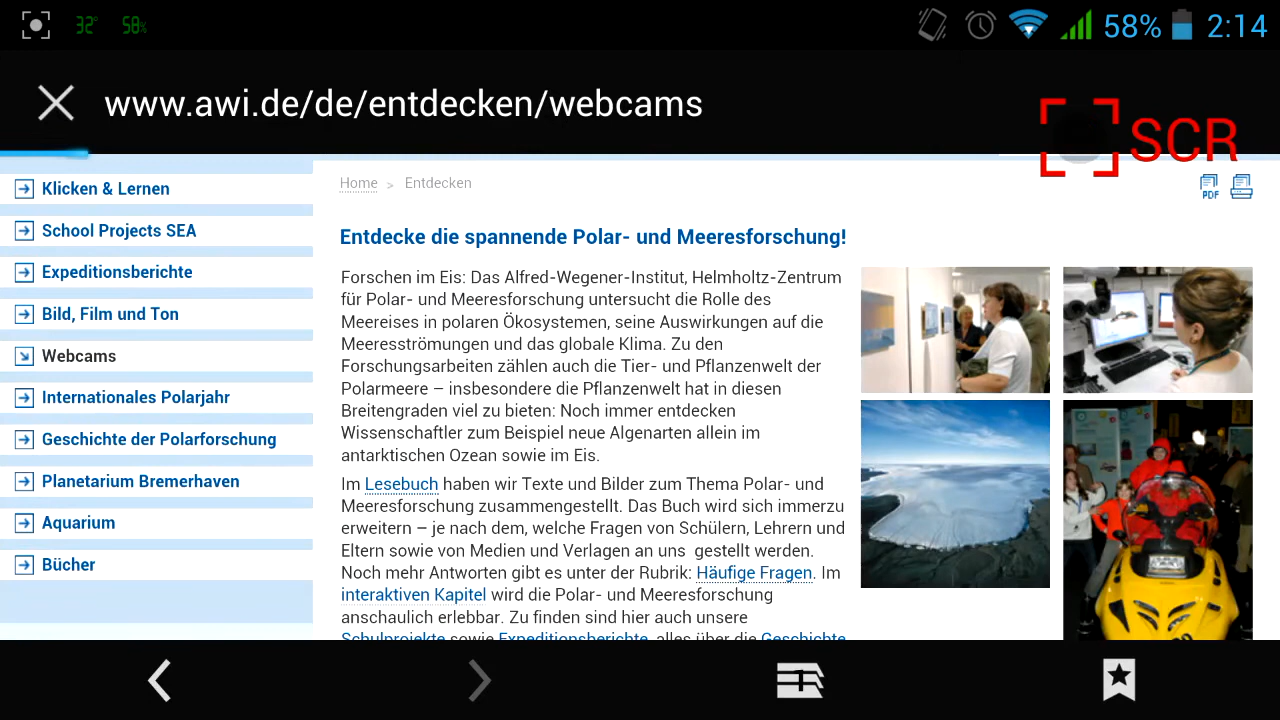 32° 58% 58% 2:14
www.awi.de/de/entdecken/webcams
SCR
Klicken & Lernen
School Projects SEA
Expeditionsberichte
Bild, Film und Ton
Webcams
Internationales Polarjahr
Geschichte der Polarforschung
Planetarium Bremerhaven
Aquarium
Bücher
Home > Entdecken
PDF
Entdecke die spannende Polar- und Meeresforschung!
Forschen im Eis: Das Alfred-Wegener-Institut, Helmholtz-Zentrum
für Polar- und Meeresforschung untersucht die Rolle des
Meereises in polaren Ökosystemen, seine Auswirkungen auf die
Meeresströmungen und das globale Klima. Zu den
Forschungsarbeiten zählen auch die Tier- und Pflanzenwelt der
Polarmeere – insbesondere die Pflanzenwelt hat in diesen
Breitengraden viel zu bieten: Noch immer entdecken
Wissenschaftler zum Beispiel neue Algenarten allein im
antarktischen Ozean sowie im Eis.
Im Lesebuch haben wir Texte und Bilder zum Thema Polar- und
Meeresforschung zusammengestellt. Das Buch wird sich immerzu
erweitern – je nach dem, welche Fragen von Schülern, Lehrern und
Eltern sowie von Medien und Verlagen an uns gestellt werden.
Noch mehr Antworten gibt es unter der Rubrik: Häufige Fragen. Im
interaktiven Kapitel wird die Polar- und Meeresforschung
anschaulich erlebbar. Zu finden sind hier auch unsere
Schulprojekte sowie Expeditionsberichte, alles über die Geschichte
1